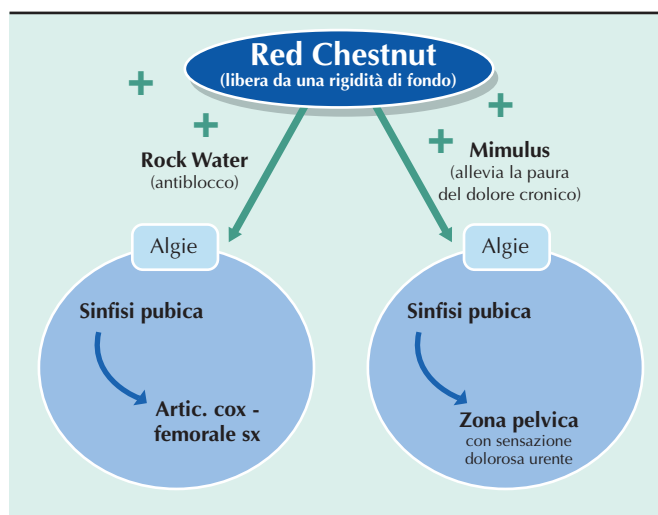 Red Chestnut
(libera da una rigidità di fondo)
+
+
+
+
Rock Water
(antiblocco)
Mimulus
(allevia la paura
del dolore cronico)
Algie
Sinfisi pubica
Artic. cox -
femorale sx
Algie
Sinfisi pubica
Zona pelvica
con sensazione
dolorosa urente